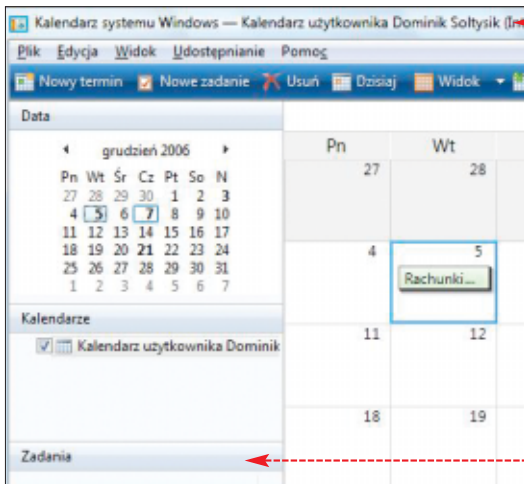 Kalendarz systemu Windows — Kalendarz użytkownika Dominik Sołtysik
Plik Edycja Widok Udostępnianie Pomoc
Nowy termin Nowe zadanie Usuń Dzisiaj Widok
Data
grudzień 2006
Pn Wt Śr Cz Pt So N
27 28 29 30 1 2 3
4 5 6 7 8 9 10
11 12 13 14 15 16 17
18 19 20 21 22 23 24
25 26 27 28 29 30 31
1 2 3 4 5 6 7
Kalendarze
Kalendarz użytkownika Dominik
Zadania
Pn Wt
27 28
4 5
Rachunki...
11 12
18 19